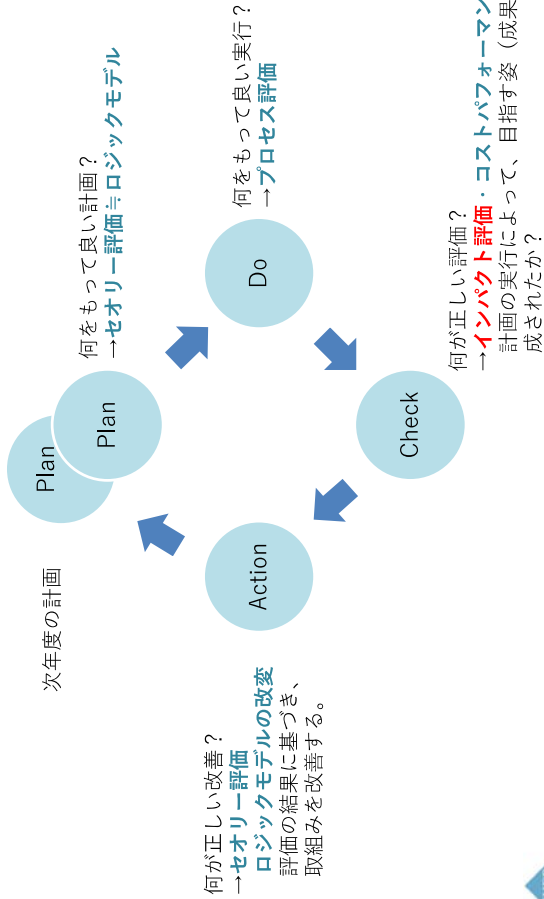 次年度の計画
Plan
Plan
何をもって良い計画？
→セオリー評価≒ロジックモデル
何をもって良い実行？
→プロセス評価
Do
何が正しい改善？
→セオリー評価
ロジックモデルの改変
評価の結果に基づき、
取組みを改善する。
Action
Check
何が正しい評価？
→インパクト評価・コストパフォーマン
計画の実行によって、目指す姿（成果
成されたか？